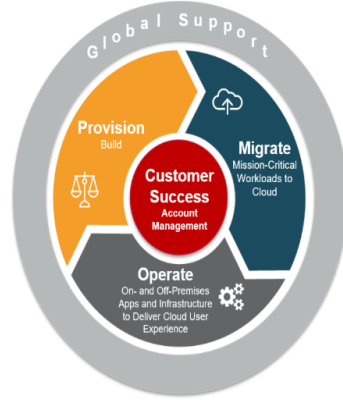 Global Support
Provision
Build
Migrate
Mission-Critical
Workloads to
Cloud
Customer
Success
Account
Management
Operate
On- and Off-Premises
Apps and Infrastructure
to Deliver Cloud User
Experience